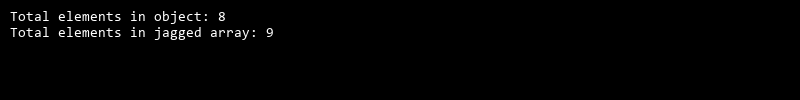 Total elements in object: 8
Total elements in jagged array: 9